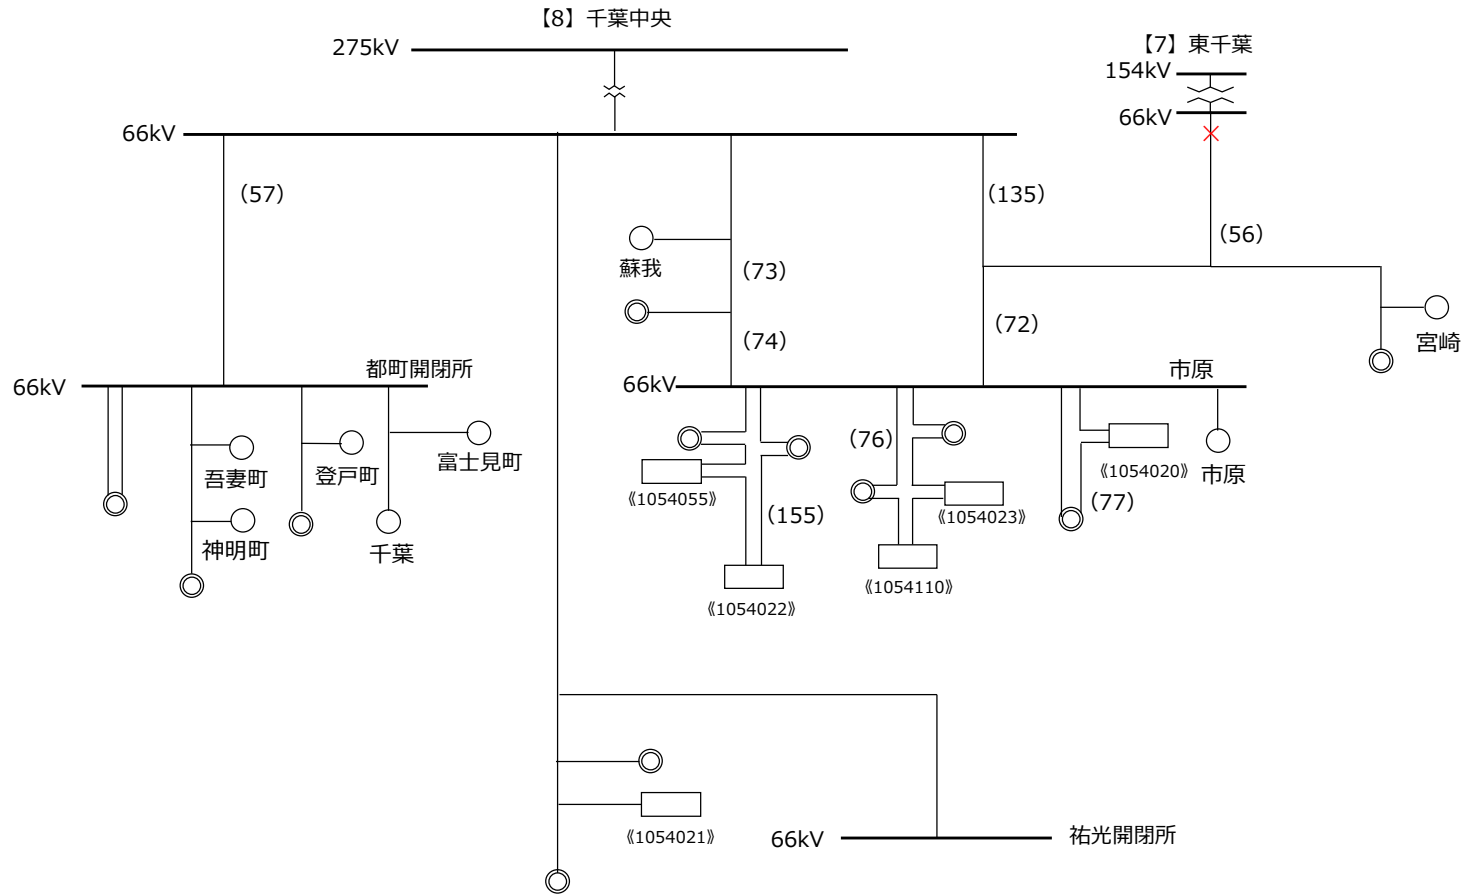 【8】千葉中央
275kV
【7】東千葉
154kV
66kV
66kV
（57）
（135）
（56）
蘇我
（73）
（74）
（72）
宮崎
都町開閉所
66kV
66kV
市原
吾妻町
登戸町
富士見町
神明町
千葉
（76）
《1054055》
（155）
《1054023》
《1054020》
市原
（77）
《1054022》
《1054110》
《1054021》
66kV
祐光開閉所